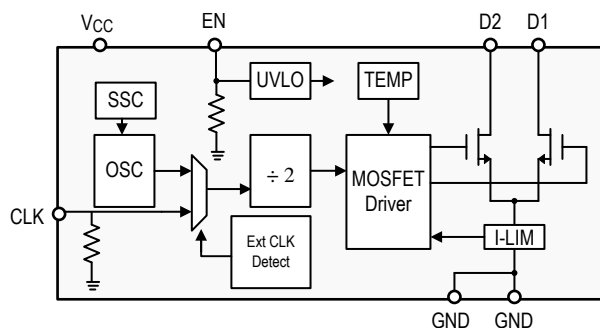 VCC
EN
D2
D1
SSC
UVLO
TEMP
OSC
÷ 2
MOSFET
Driver
CLK
Ext CLK
Detect
I-LIM
GND
GND